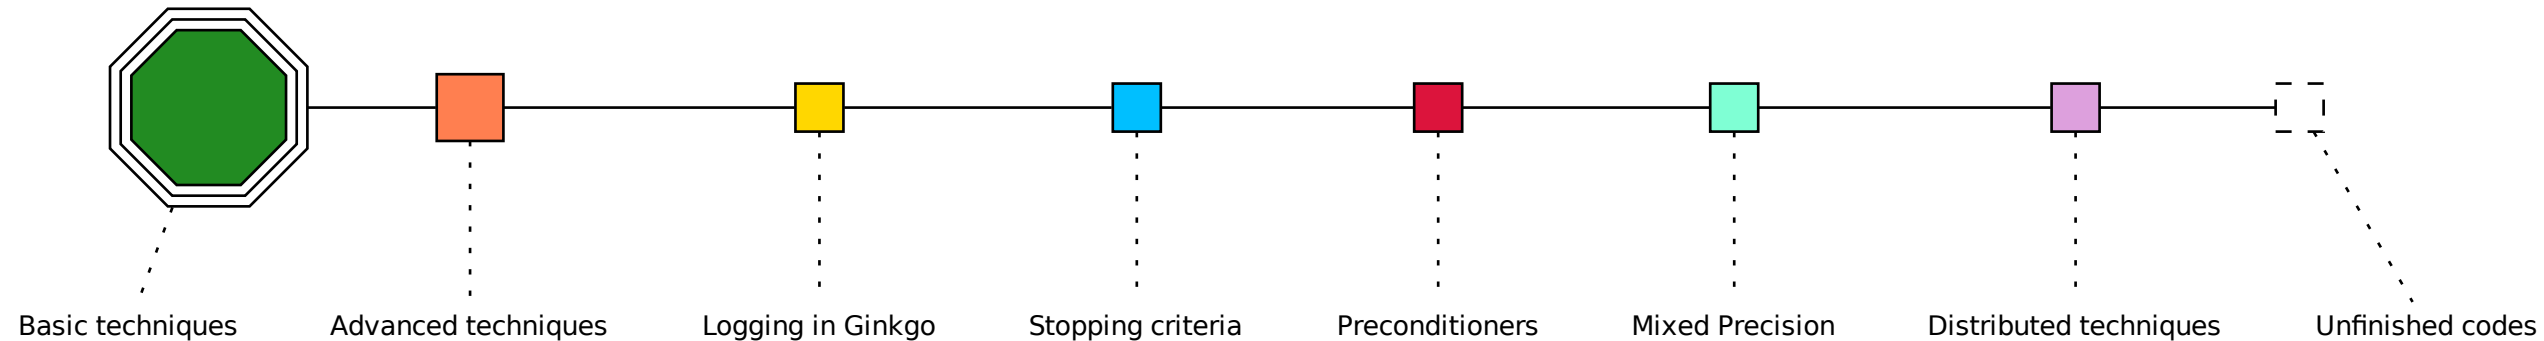 Basic techniques
Advanced techniques
Logging in Ginkgo
Stopping criteria
Preconditioners
Mixed Precision
Distributed techniques
Unfinished codes